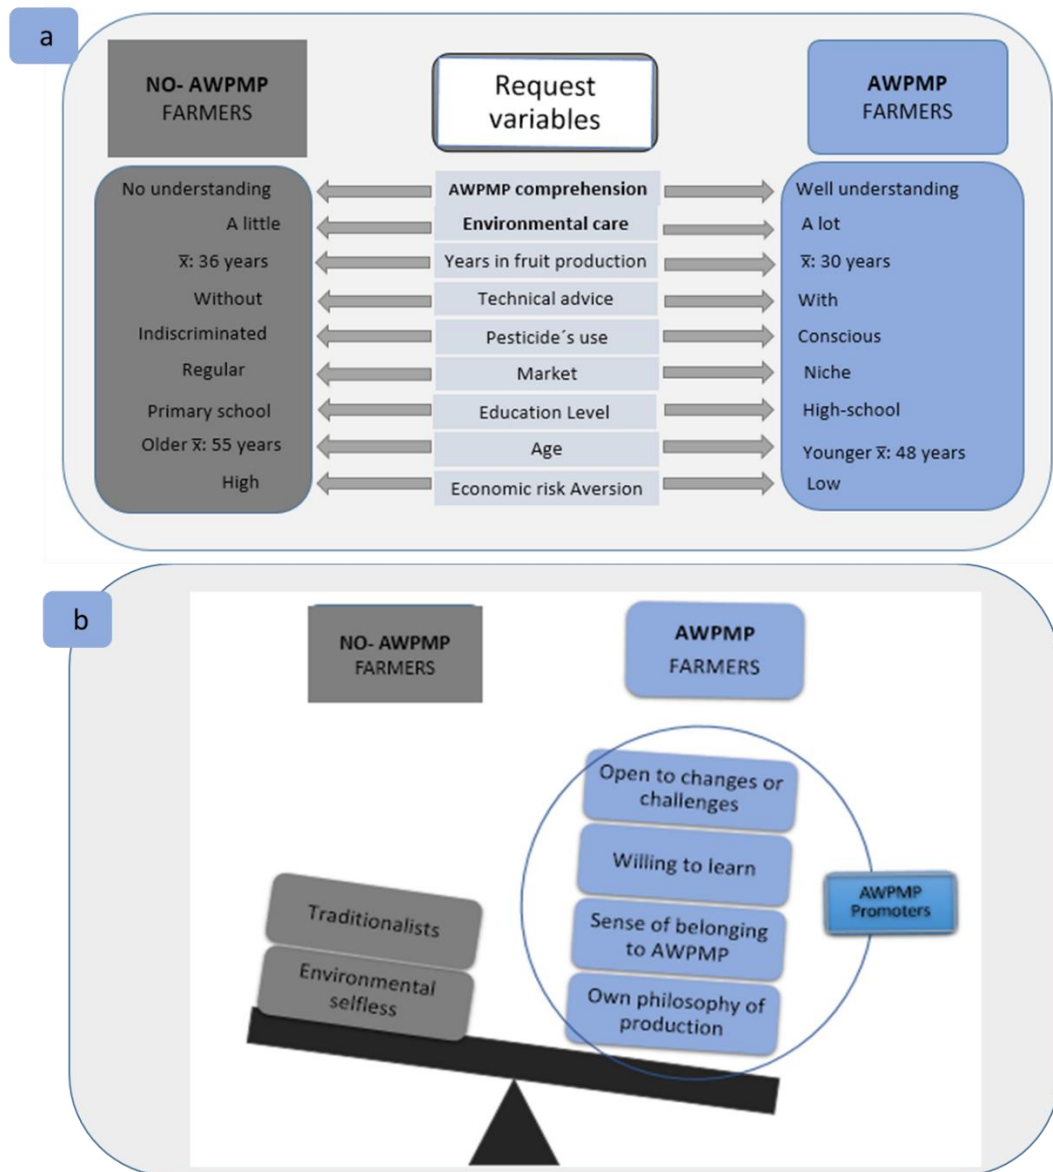 a
NO- AWPMP
FARMERS
Request
variables
AWPMP
FARMERS
No understanding
AWPMP comprehension
Well understanding
A little
Environmental care
A lot
x̅: 36 years
Years in fruit production
x̅: 30 years
Without
Technical advice
With
Indiscriminated
Pesticide´s use
Conscious
Regular
Market
Niche
Primary school
Education Level
High-school
Older x̅: 55 years
Age
Younger x̅: 48 years
High
Economic risk Aversion
Low
b
NO- AWPMP
FARMERS
AWPMP
FARMERS
Open to changes or
challenges
Willing to learn
Sense of belonging
to AWPMP
Own philosophy of
production
AWPMP
Promoters
Traditionalists
Environmental
selfless